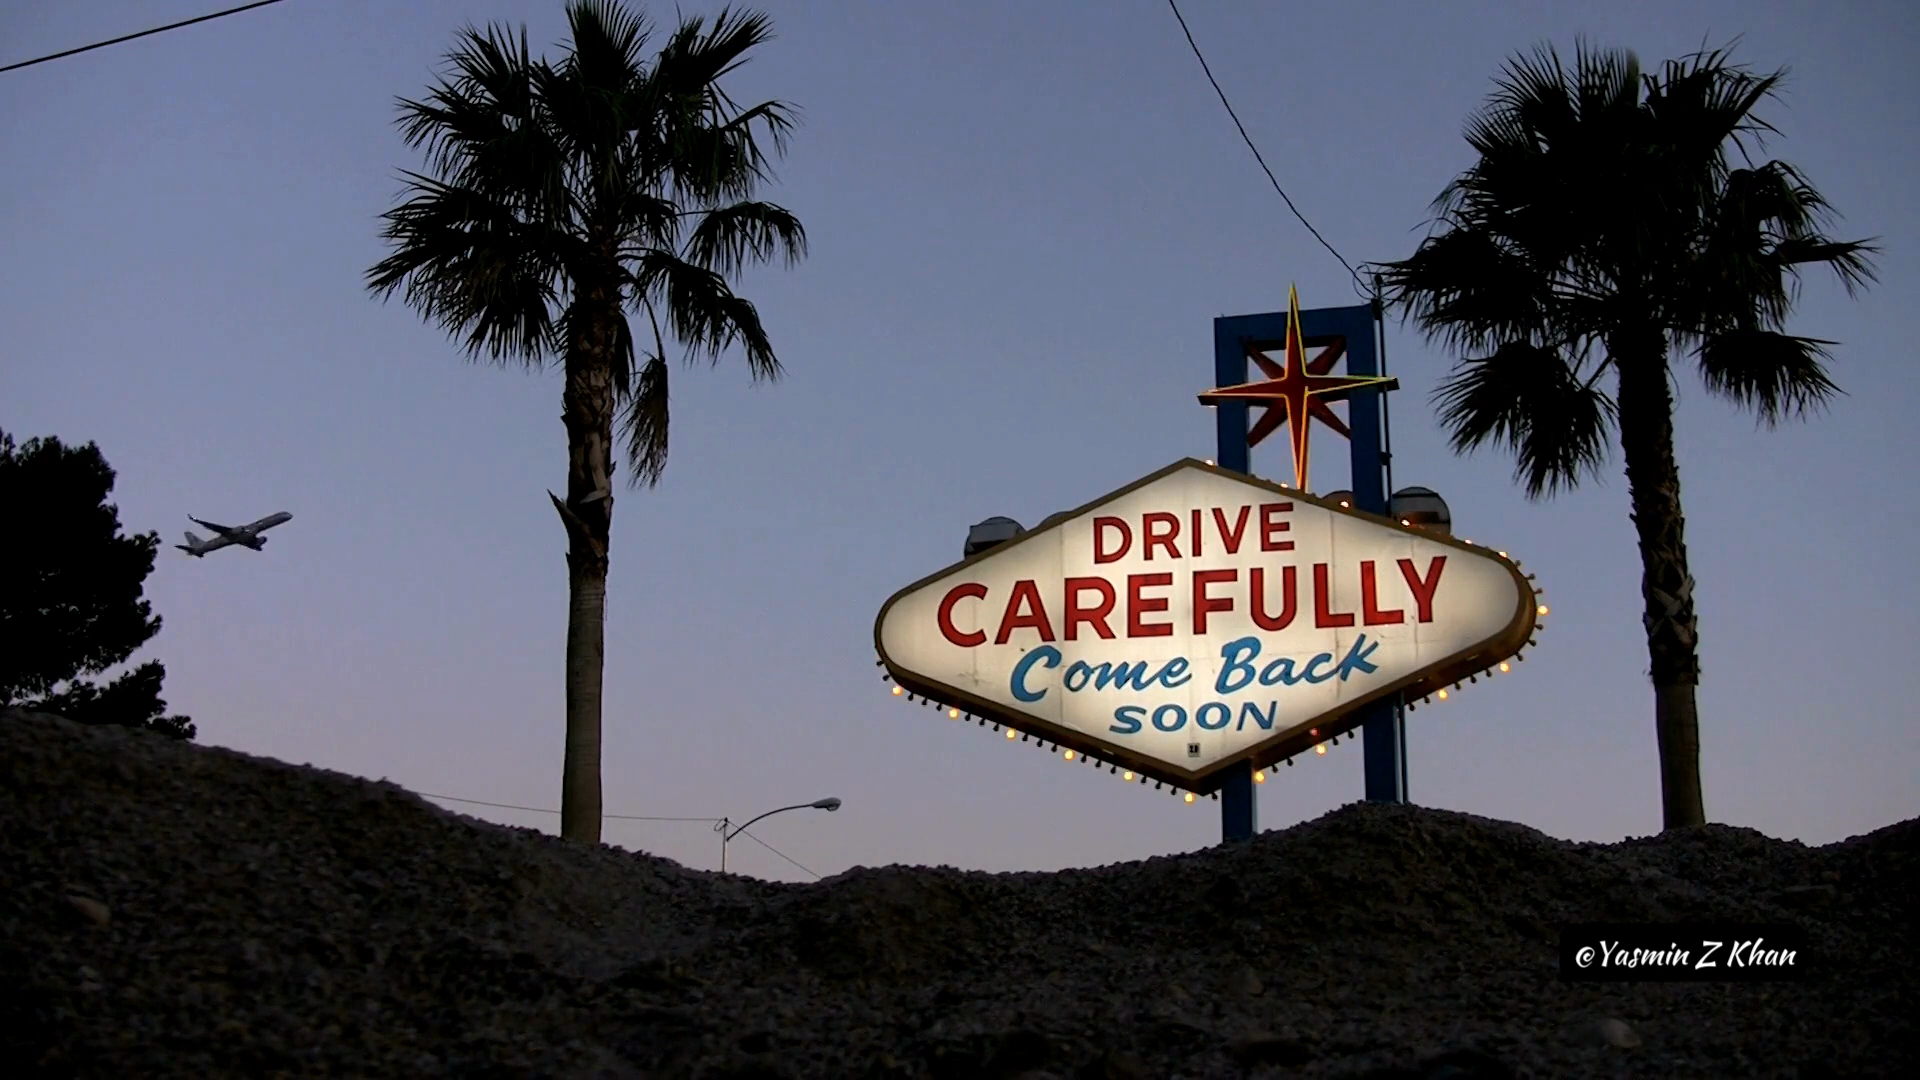 DRIVE
CAREFULLY
Come Back
SOON
©Yasmin Z Khan